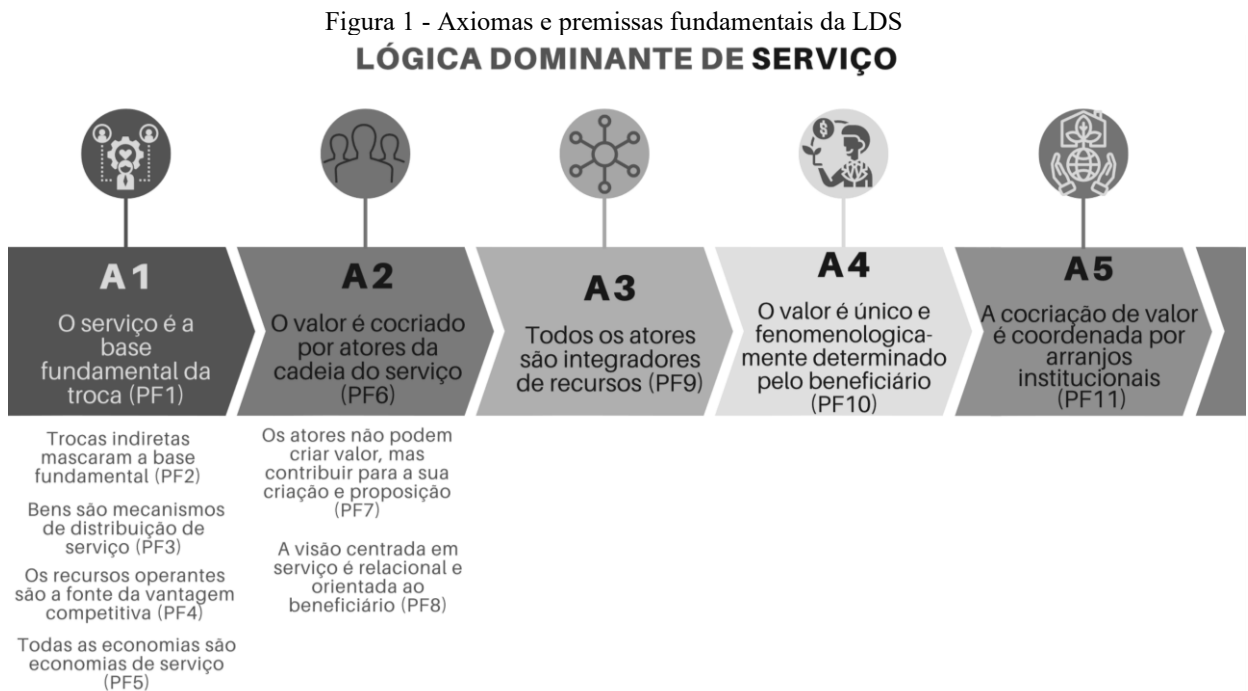 Figura 1 - Axiomas e premissas fundamentais da LDS
LÓGICA DOMINANTE DE SERVIÇO
A1
O serviço é a
base
fundamental da
troca (PF1)
Trocas indiretas
mascaram a base
fundamental (PF2)
Bens são mecanismos
de distribuição de
serviço (PF3)
Os recursos operantes
são a fonte da vantagem
competitiva (PF4)
Todas as economias são
economias de serviço
(PF5)
A2
O valor é cocriado
por atores da
cadeia do serviço
(PF6)
Os atores não podem
criar valor, mas
contribuir para a sua
criação e proposição
(PF7)
A visão centrada em
serviço é relacional e
orientada ao
beneficiário (PF8)
A3
Todos os atores
são integradores
de recursos (PF9)
$
A4
O valor é único e
fenomenologica-
mente determinado
pelo beneficiário
(PF10)
A5
A cocriação de valor
é coordenada por
arranjos
institucionais
(PF11)